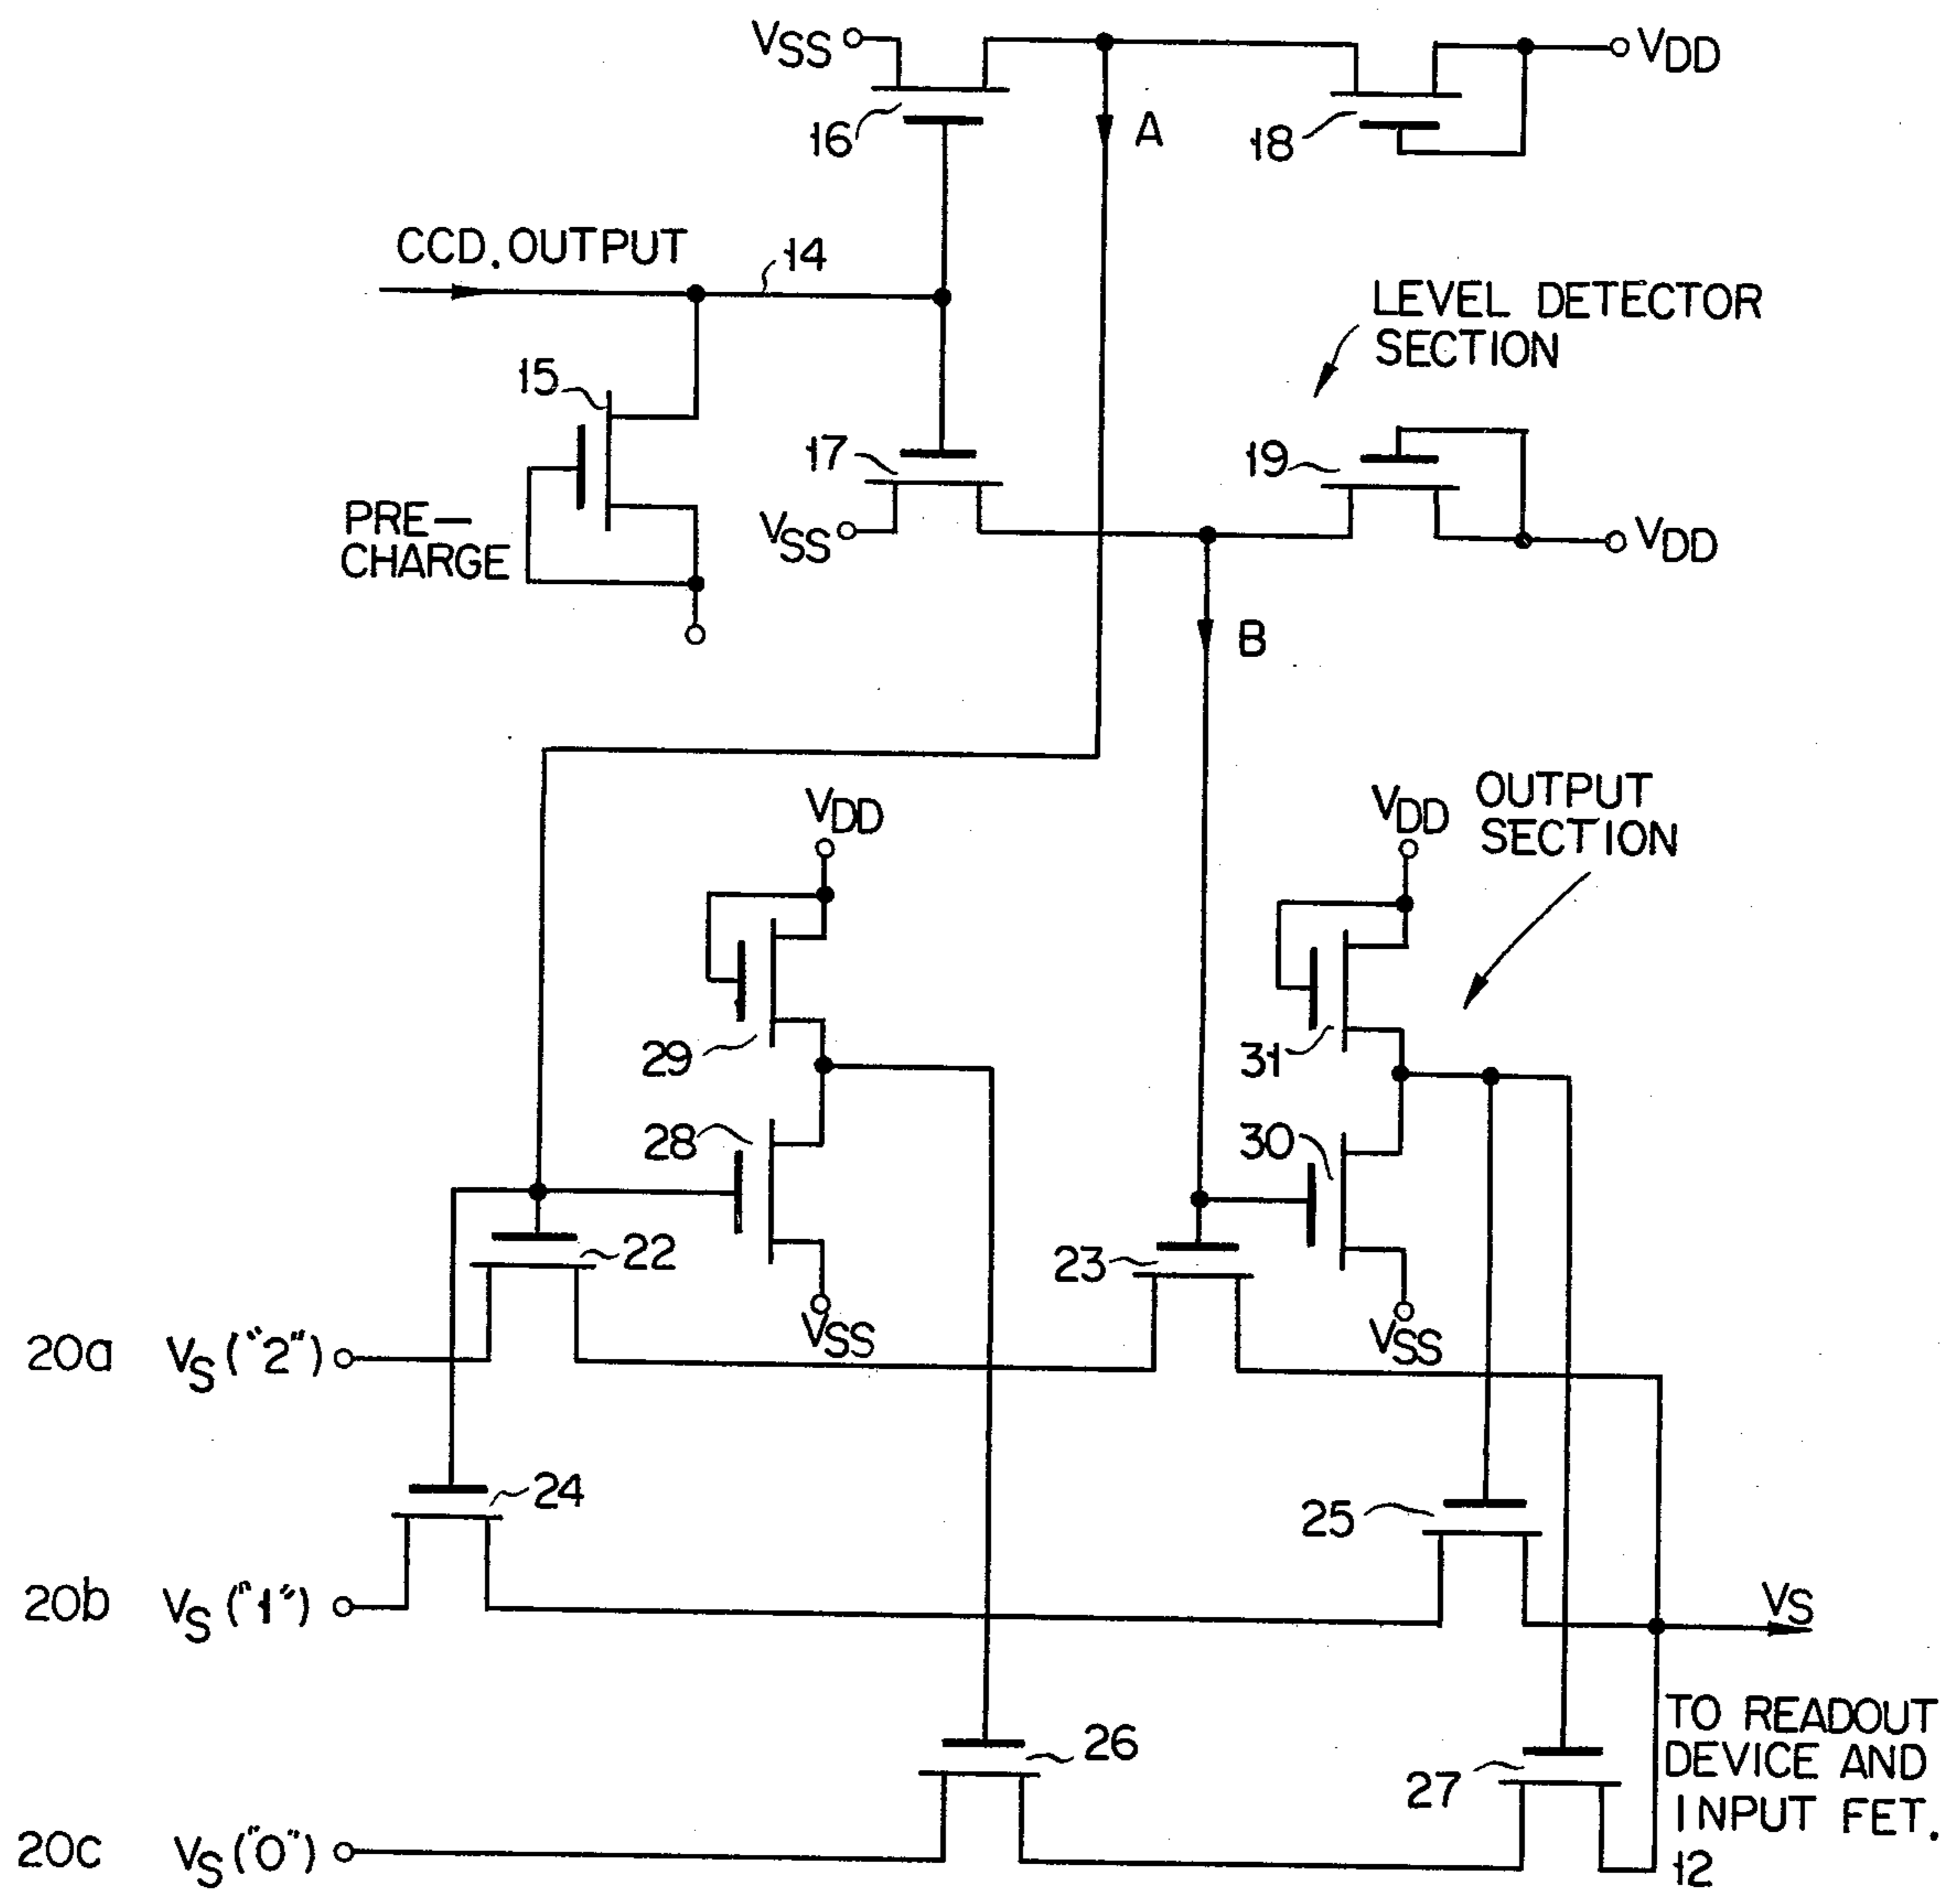 VSS
VDD
16
A
18
CCD. OUTPUT
14
LEVEL DETECTOR
SECTION
15
17
19
PRE-
CHARGE
VSS
VDD
B
VDD
VDD
OUTPUT
SECTION
29
31
28
30
22
23
VSS
VSS
20a VS ("2")
24
25
20b VS ("1")
VS
26
27
TO READOUT
DEVICE AND
INPUT FET.
12
20c VS ("0")